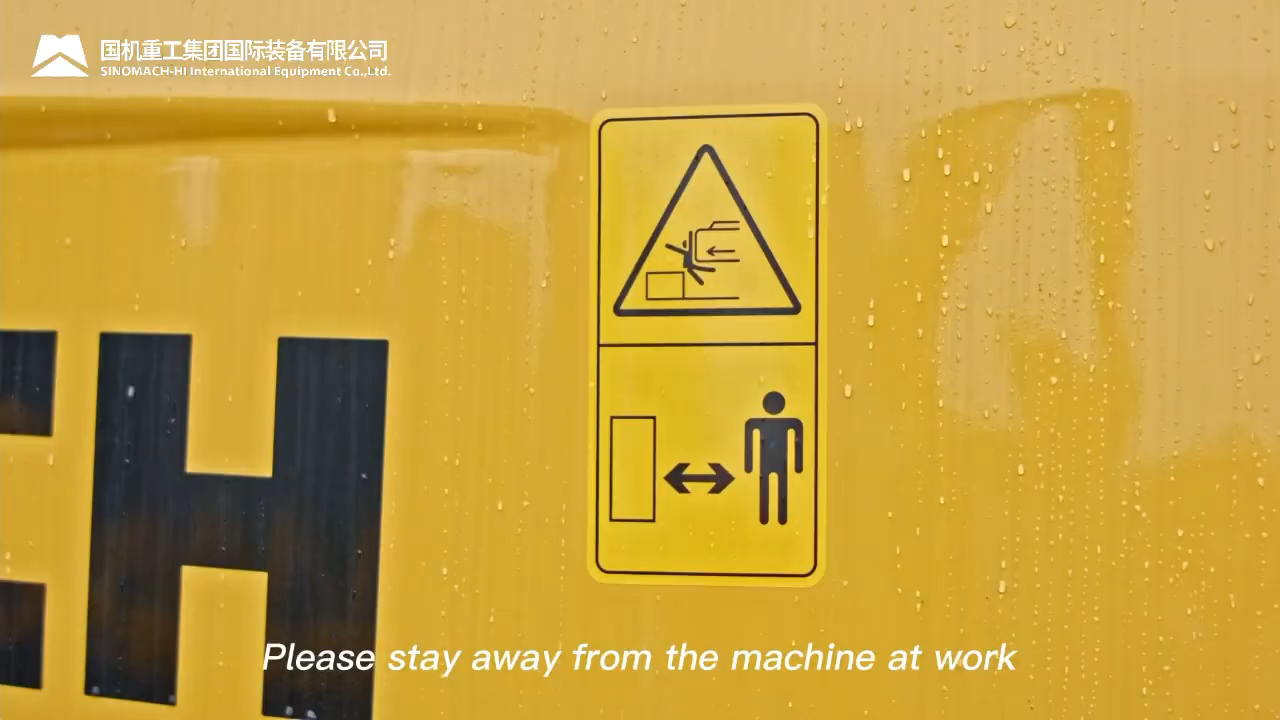 国机重工集团国际装备有限公司
SINOMACH-HI International Equipment Co.,Ltd.
CH
Please stay away from the machine at work